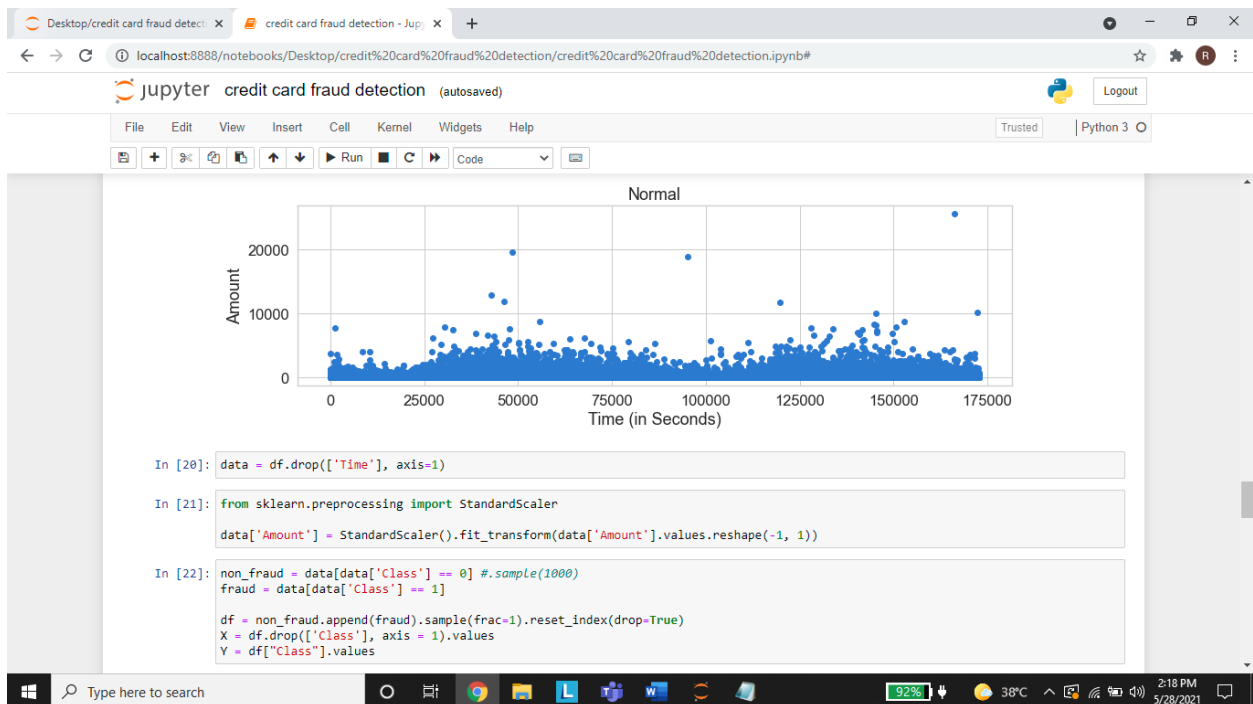 Desktop/credit card fraud detecti
credit card fraud detection - Jupy
localhost:8888/notebooks/Desktop/credit%20card%20fraud%20detection/credit%20card%20fraud%20detection.ipynb#
R
jupyter credit card fraud detection (autosaved)
Logout
File Edit View Insert Cell Kernel Widgets Help
Trusted
Python 3
Run
Code
Normal
20000
10000
0
Amount
0 25000 50000 75000 100000 125000 150000 175000
Time (in Seconds)
In [20]: data = df.drop(['Time'], axis=1)
In [21]: from sklearn.preprocessing import StandardScaler
data['Amount'] = StandardScaler().fit_transform(data['Amount'].values.reshape(-1, 1))
In [22]: non_fraud = data[data['Class'] == 0] #.sample(1000)
fraud = data[data['Class'] == 1]
df = non_fraud.append(fraud).sample(frac=1).reset_index(drop=True)
X = df.drop(['Class'], axis = 1).values
Y = df["Class"].values
Type here to search
L
W
92%
38°C
2:18 PM
5/28/2021